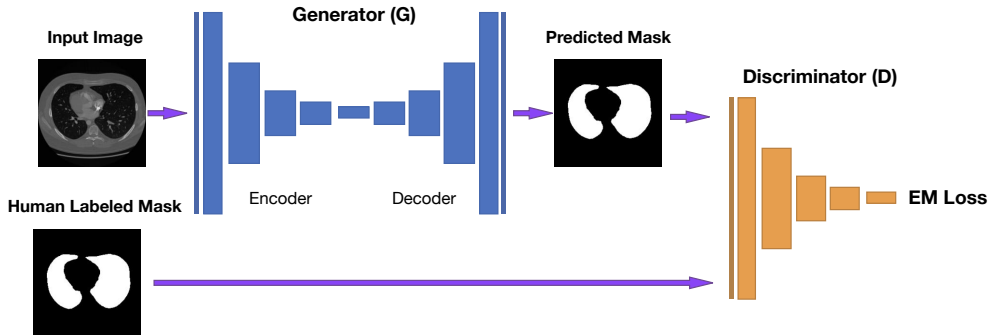 Generator (G)
Input Image
Predicted Mask
Discriminator (D)
Encoder
Decoder
Human Labeled Mask
EM Loss